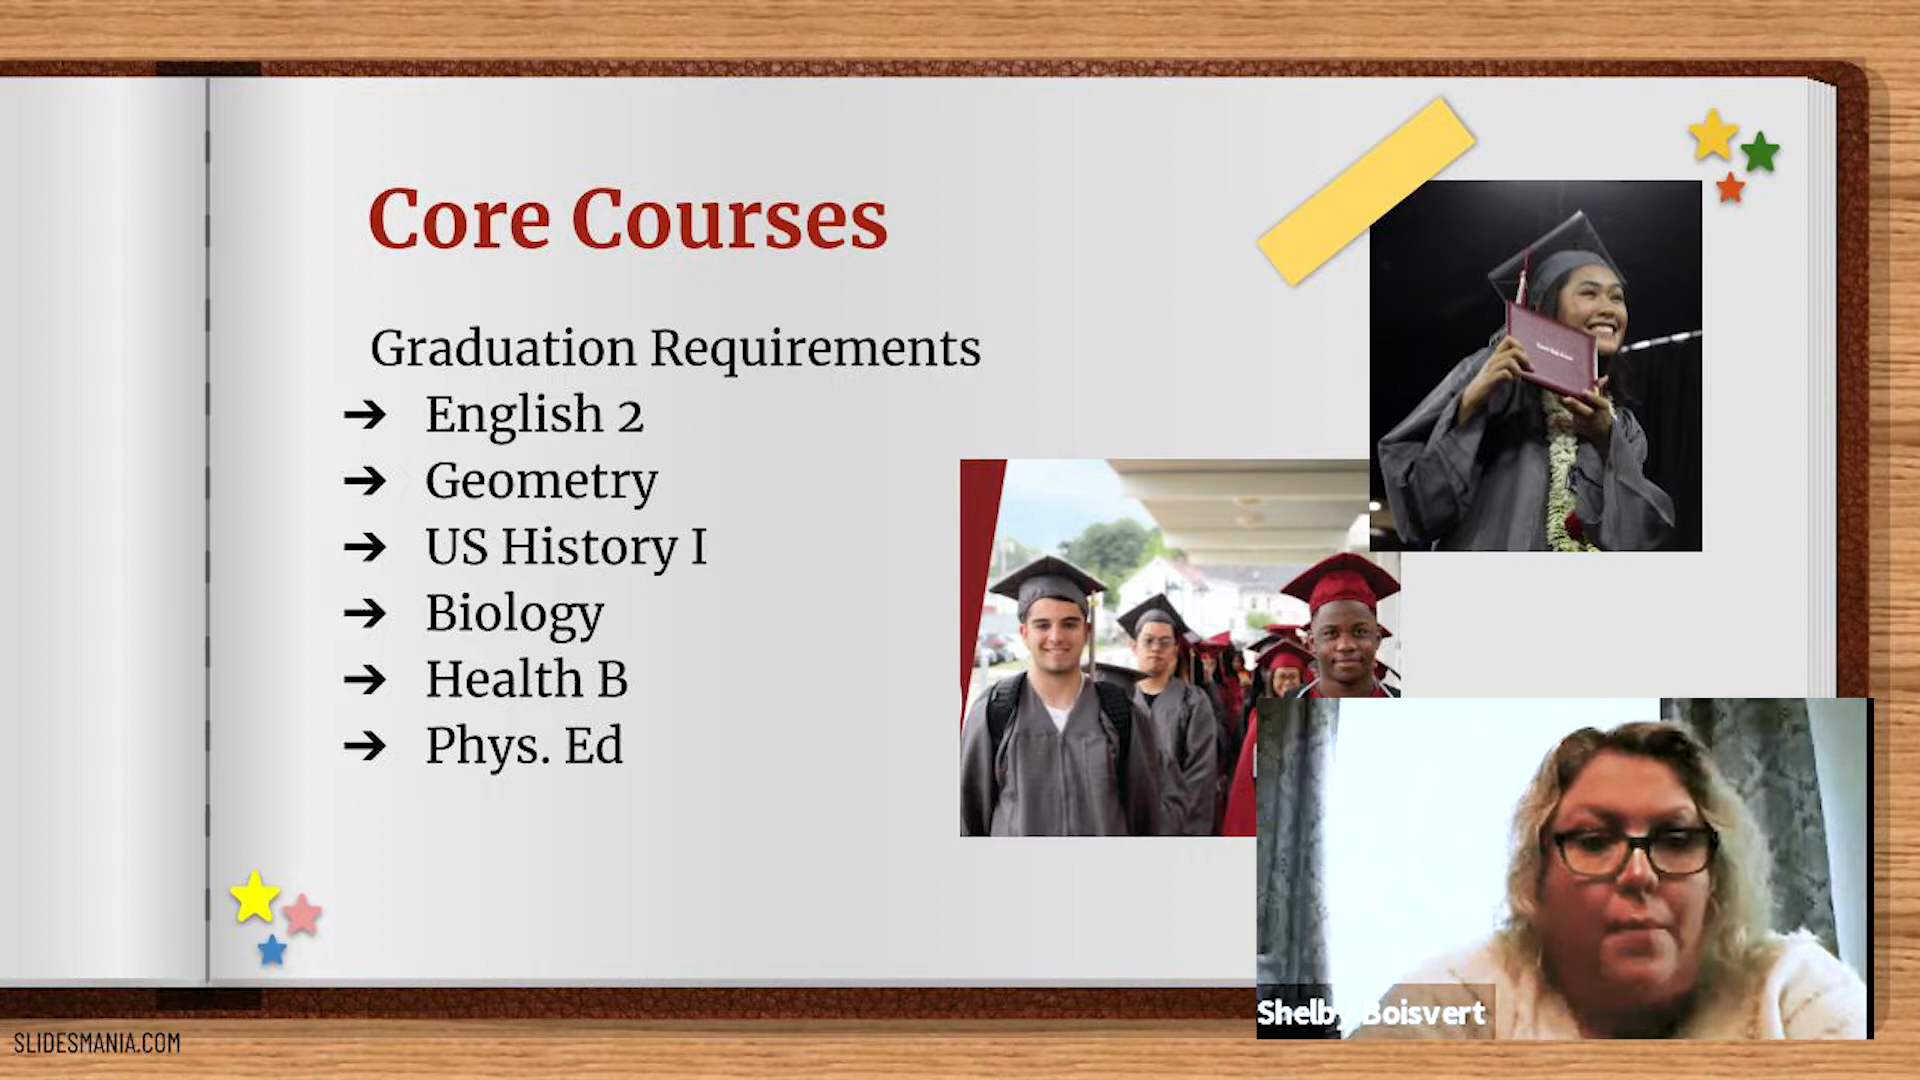 Core Courses
Graduation Requirements
➔ English 2
➔ Geometry
➔ US History I
➔ Biology
➔ Health B
➔ Phys. Ed
Shelby Boisvert
SLIDESMANIA.COM